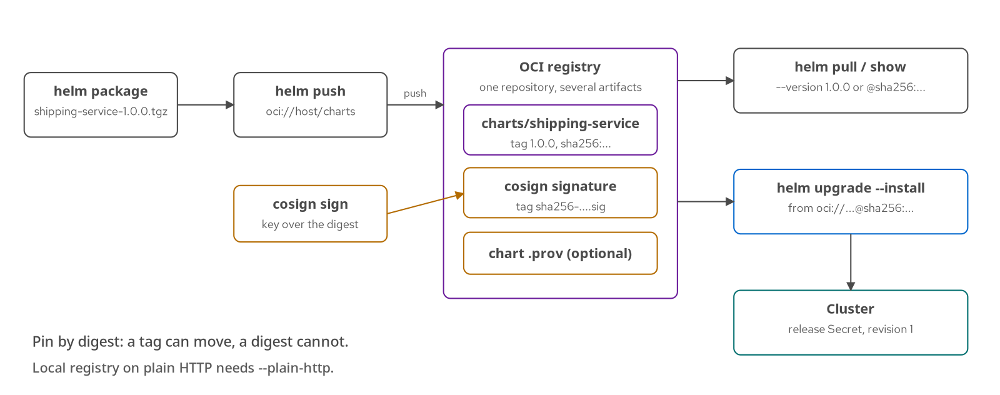 helm package
shipping-service-1.0.0.tgz
helm push
oci://host/charts
push
cosign sign
key over the digest
OCI registry
one repository, several artifacts
charts/shipping-service
tag 1.0.0, sha256:...
cosign signature
tag sha256-....sig
chart .prov (optional)
helm pull / show
--version 1.0.0 or @sha256:...
helm upgrade --install
from oci://...@sha256:...
Cluster
release Secret, revision 1
Pin by digest: a tag can move, a digest cannot.
Local registry on plain HTTP needs --plain-http.